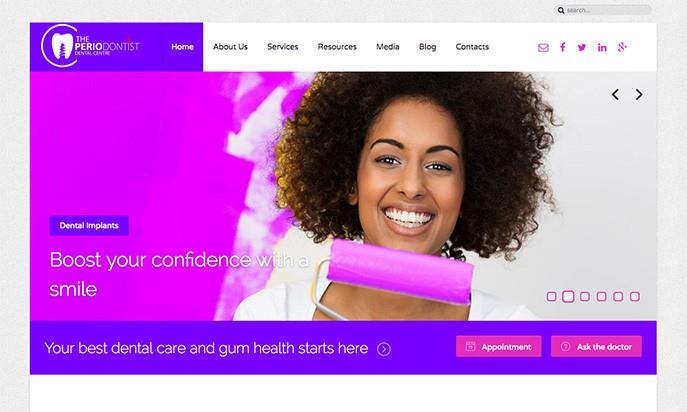 search...
THE
PERIODONTIST
DENTAL CENTRE
Home
About Us
Services
Resources
Media
Blog
Contacts
Dental Implants
Boost your confidence with a
smile
Your best dental care and gum health starts here
Appointment
Ask the doctor